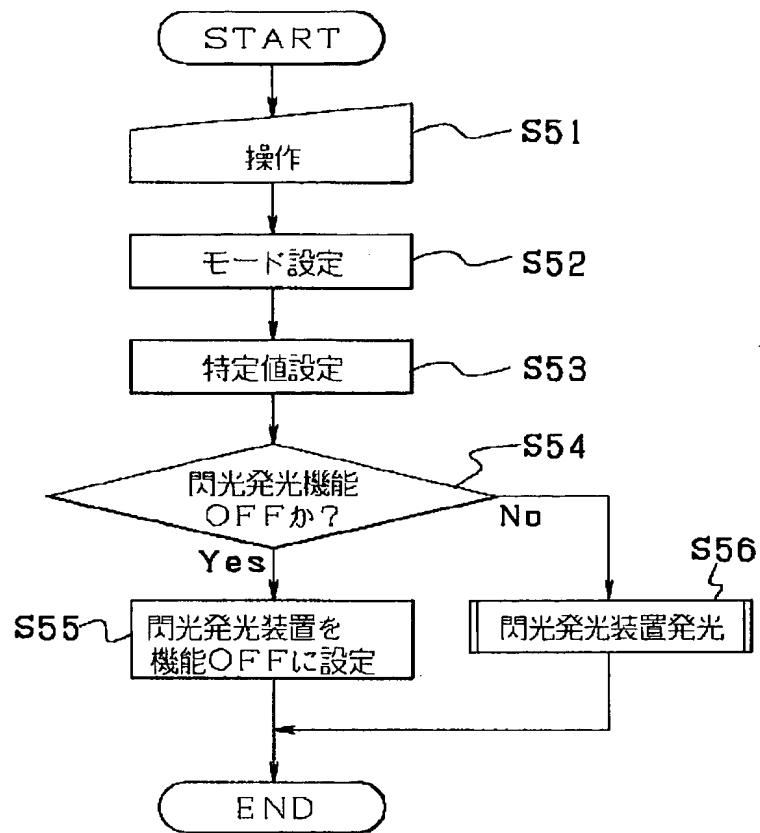 START
操作
S51
モード設定
S52
特定値設定
S53
S54
閃光発光機能
OFFか?
No
Yes
S56
S55
閃光発光装置を
機能OFFに設定
閃光発光装置発光
END